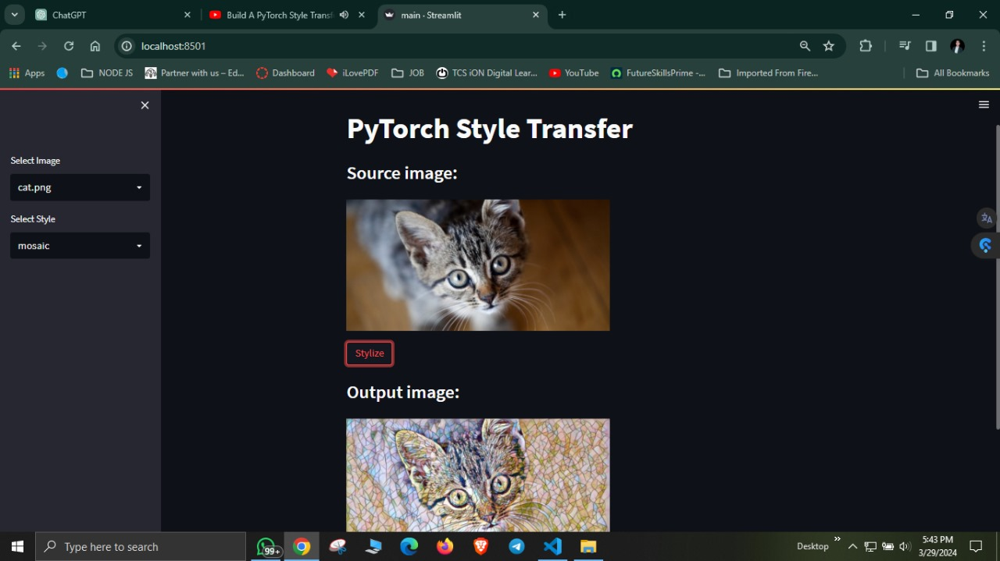 ChatGPT
Build A PyTorch Style Transf
main · Streamlit
localhost:8501
Apps
NODE JS
Partner with us – Ed...
Dashboard
iLovePDF
JOB
TCS iON Digital Lear...
YouTube
FutureSkillsPrime -...
Imported From Fire...
All Bookmarks
PyTorch Style Transfer
Select Image
Source image:
cat.png
Select Style
mosaic
Stylize
Output image:
Type here to search
99+
Desktop
5:43 PM
3/29/2024